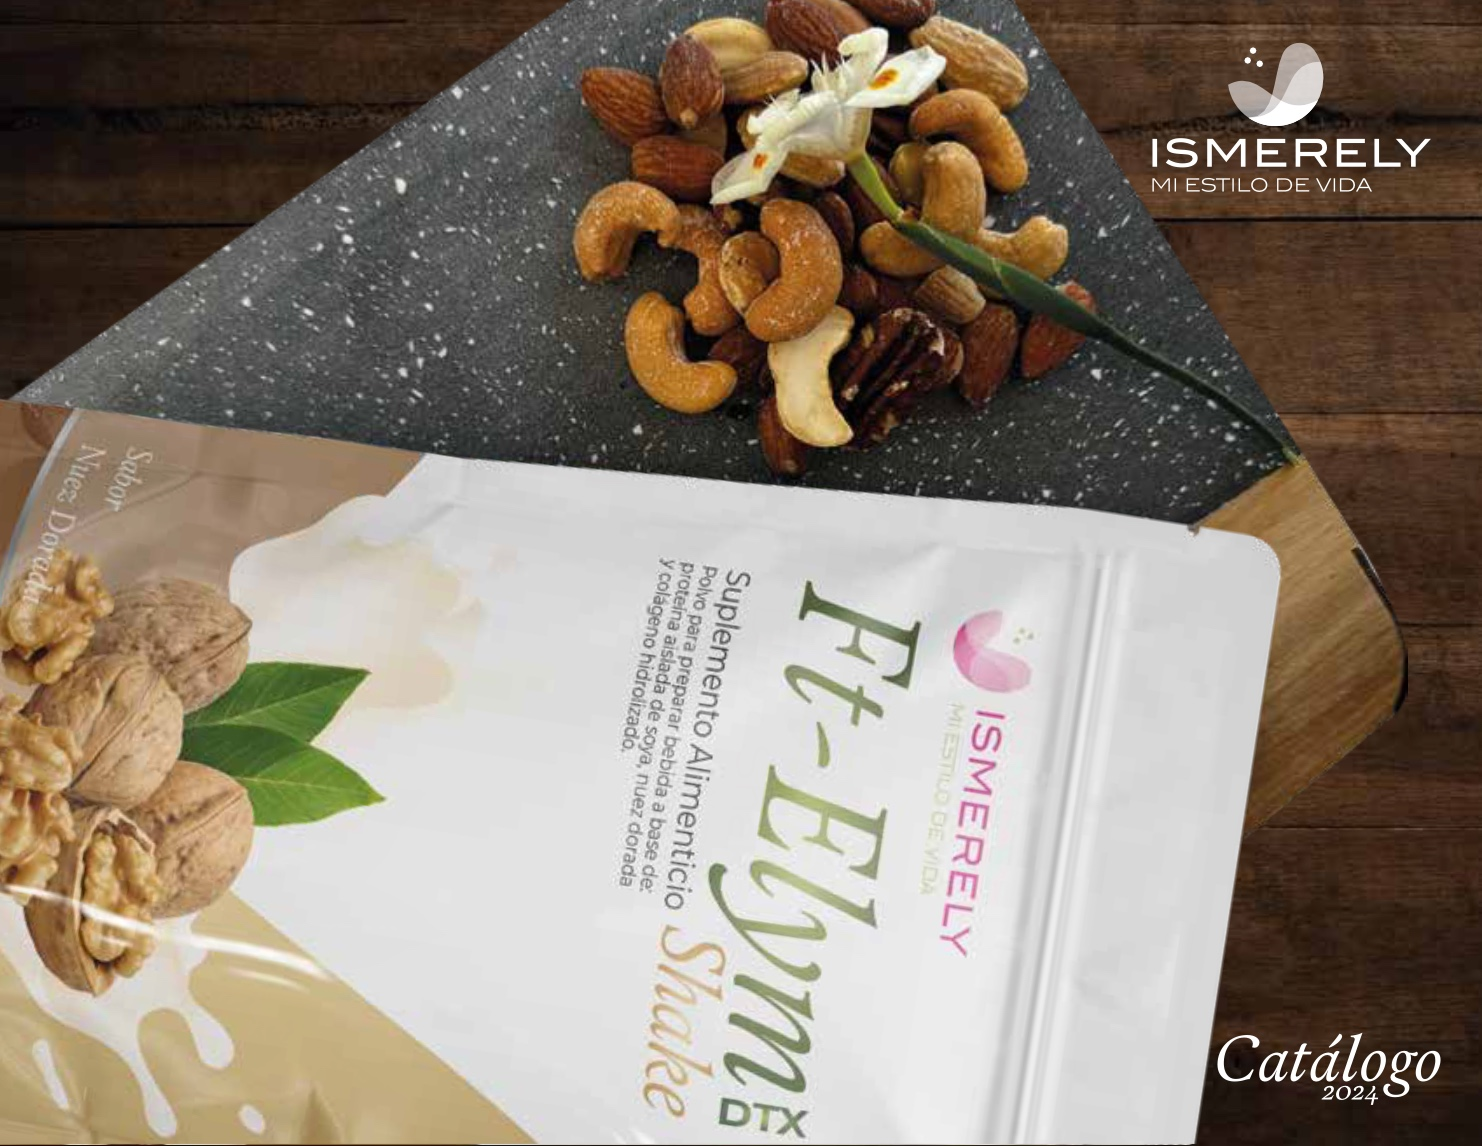 ISMERELY
MI ESTILO DE VIDA
ISMERELY
MI ESTILO DE VIDA
Ft-Elym
DTX
Shake
Suplemento Alimenticio
Polvo para preparar bebida a base de:
proteína aislada de soya, nuez dorada
y colágeno hidrolizado.
Sabor
Nuez Dorada
Catálogo
2024